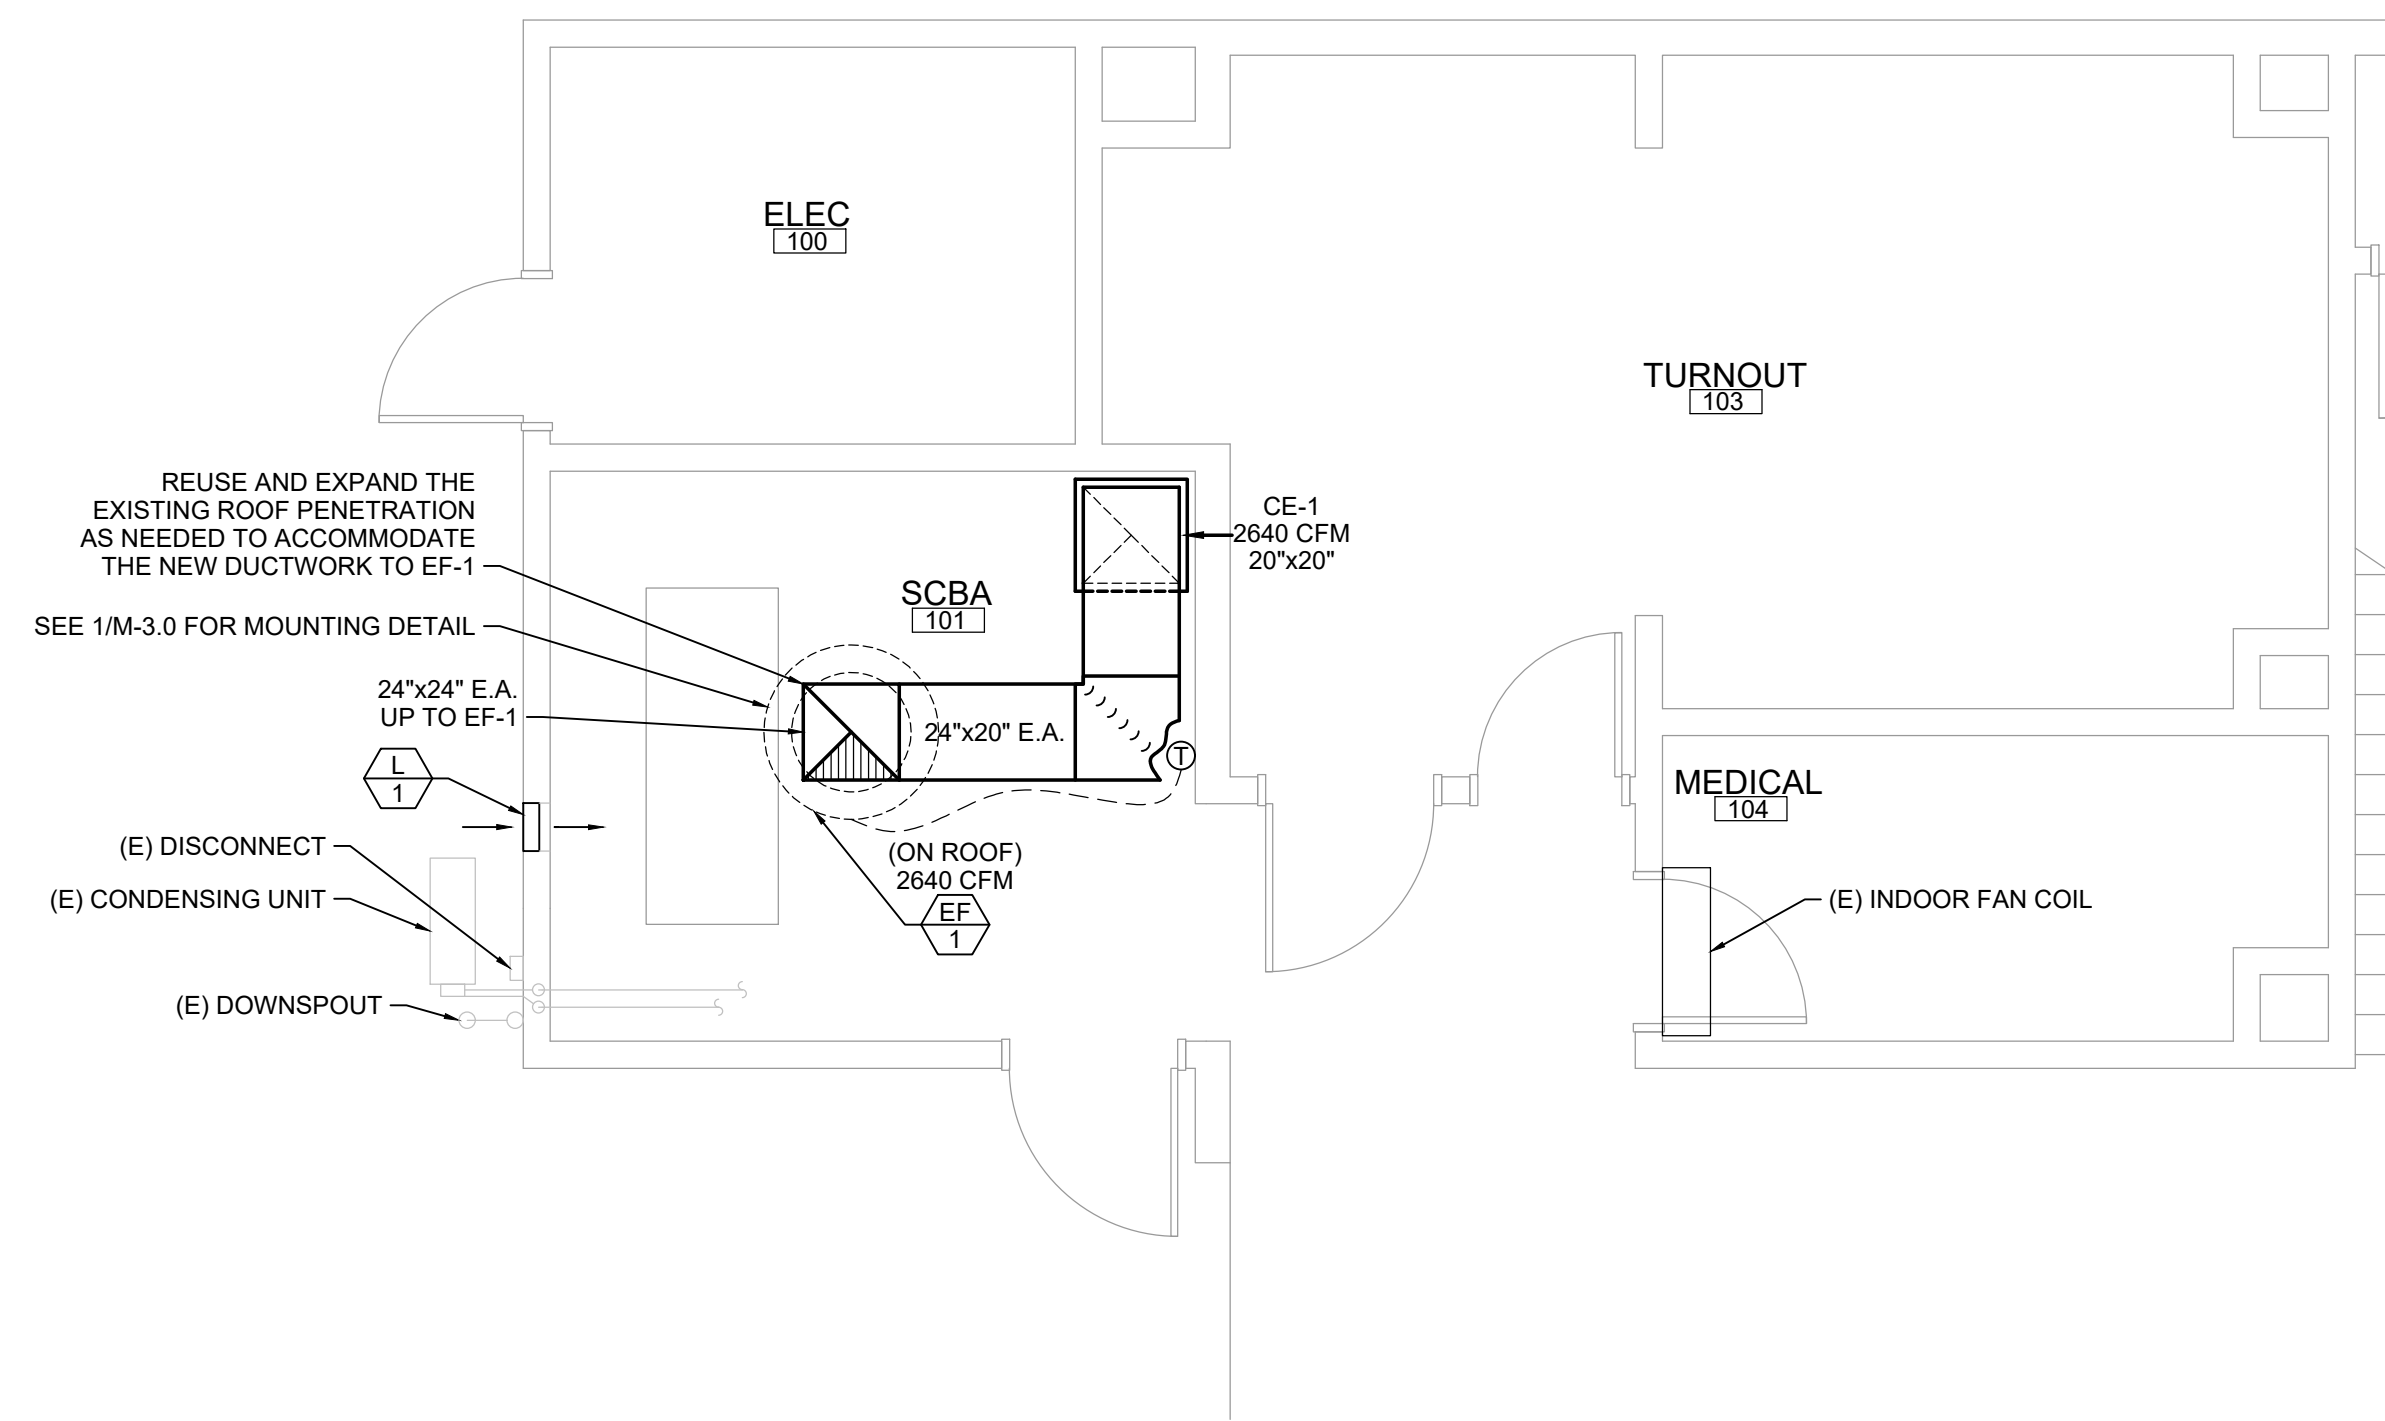 ELEC
100
TURNOUT
103
REUSE AND EXPAND THE
EXISTING ROOF PENETRATION
AS NEEDED TO ACCOMMODATE
THE NEW DUCTWORK TO EF-1
CE-1
2640 CFM
20"x20"
SCBA
101
SEE 1/M-3.0 FOR MOUNTING DETAIL
24"x24" E.A.
UP TO EF-1
24"x20" E.A.
T
L
1
MEDICAL
104
(E) DISCONNECT
(ON ROOF)
2640 CFM
EF
1
(E) CONDENSING UNIT
(E) INDOOR FAN COIL
(E) DOWNSPOUT